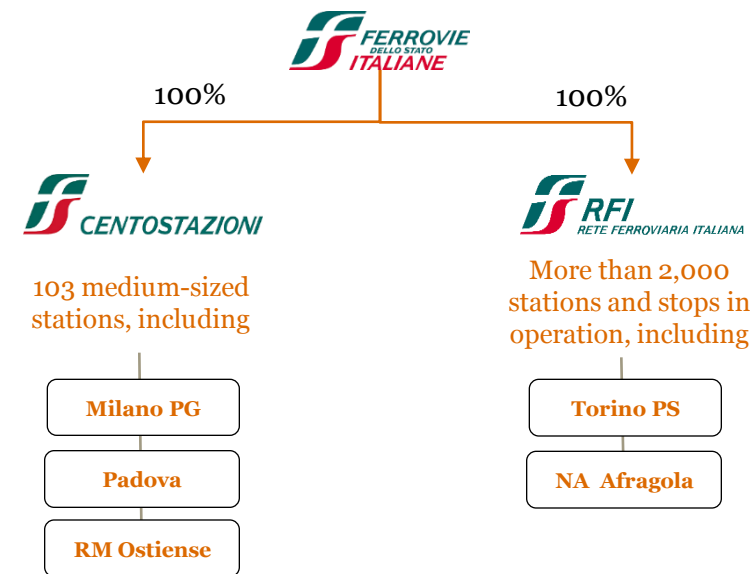 FERROVIE
DELLO STATO
ITALIANE
100%
100%
CENTOSTAZIONI
RFI
RETE FERROVIARIA ITALIANA
103 medium-sized
stations, including
More than 2,000
stations and stops in
operation, including
Milano PG
Padova
RM Ostiense
Torino PS
NA Afragola